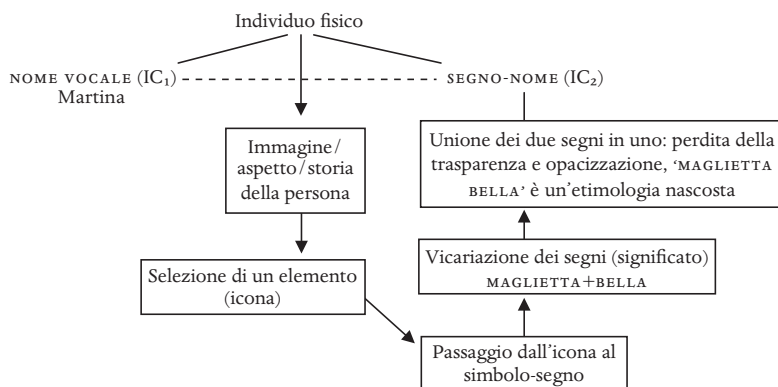 Individuo fisico
NOME VOCALE (IC₁)
Martina
SEGNO-NOME (IC₂)
Immagine/
aspetto/storia
della persona
Unione dei due segni in uno: perdita della
trasparenza e opacizzazione, ‘MAGLIETTA
BELLA’ è un’etimologia nascosta
Selezione di un elemento
(icona)
Vicariazione dei segni (significato)
MAGLIETTA+BELLA
Passaggio dall’icona al
simbolo-segno